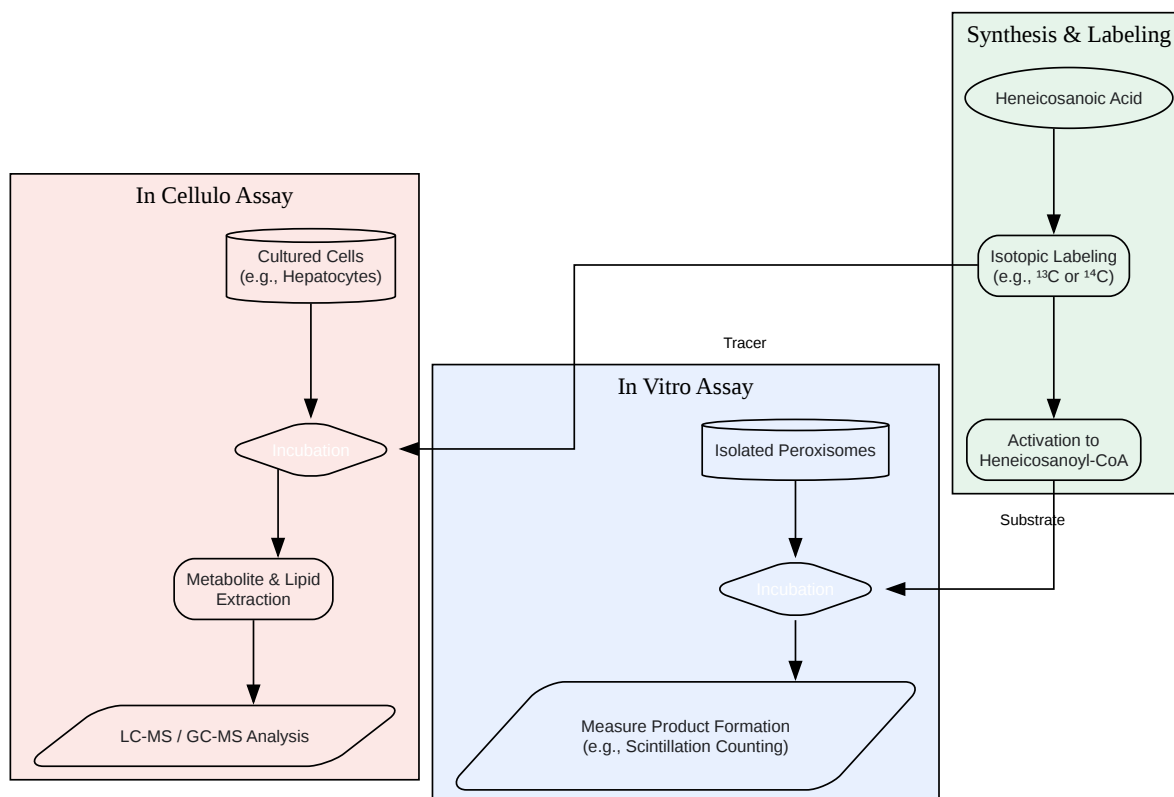 Synthesis & Labeling
Heneicosanoic Acid
Isotopic Labeling
(e.g., ¹³C or ¹⁴C)
Activation to
Heneicosanoyl-CoA
Tracer
Substrate
In Cellulo Assay
Cultured Cells
(e.g., Hepatocytes)
Incubation
Metabolite & Lipid
Extraction
LC-MS / GC-MS Analysis
In Vitro Assay
Isolated Peroxisomes
Incubation
Measure Product Formation
(e.g., Scintillation Counting)